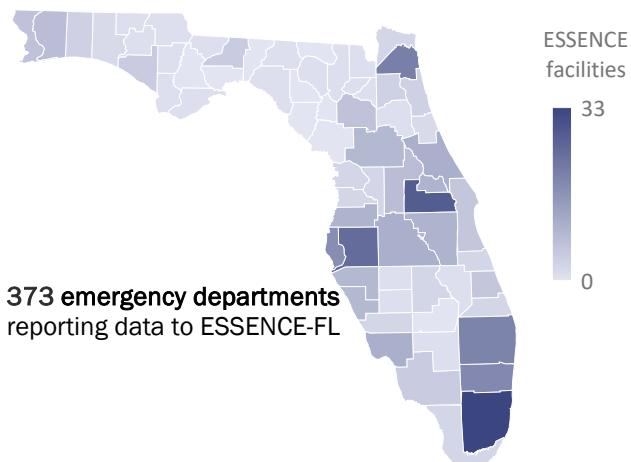 ESSENCE
facilities
33
0
373 emergency departments
reporting data to ESSENCE-FL